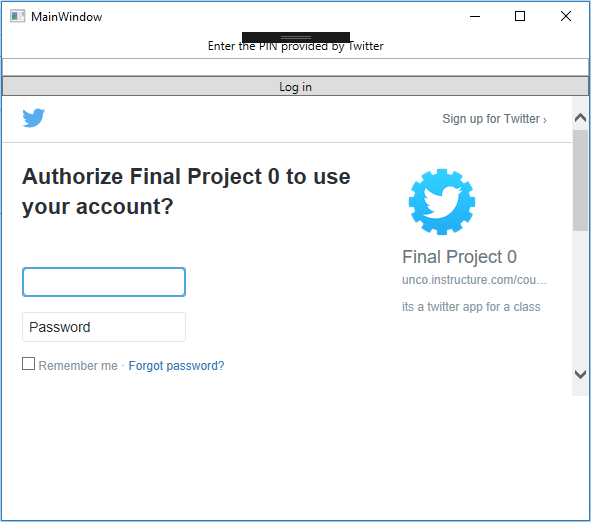 MainWindow
Enter the PIN provided by Twitter
Log in
Sign up for Twitter ›
Authorize Final Project 0 to use
your account?
Final Project 0
unco.instructure.com/cou...
its a twitter app for a class
Password
Remember me · Forgot password?